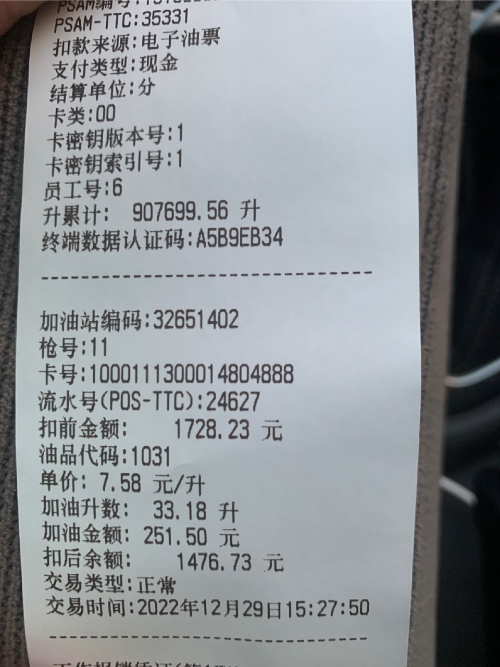 PSAM-TTC:35331
扣款来源:电子油票
支付类型:现金
结算单位:分
卡类:00
卡密钥版本号:1
卡密钥索引号:1
员工号:6
升累计: 907699.56 升
终端数据认证码:A5B9EB34
加油站编码:32651402
枪号:11
卡号:1000111300014804888
流水号(POS-TTC):24627
扣前金额: 1728.23 元
油品代码:1031
单价: 7.58 元/升
加油升数: 33.18 升
加油金额: 251.50 元
扣后余额: 1476.73 元
交易类型:正常
交易时间:2022年12月29日15:27:50